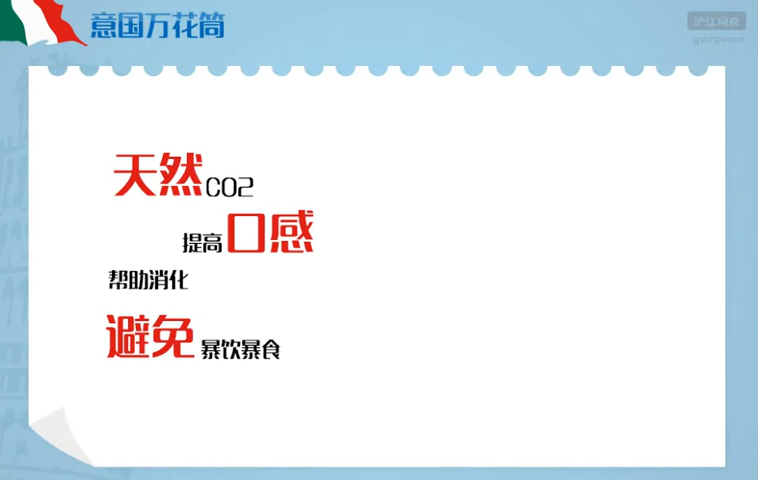 意国万花筒
沪江网校
gsimposon
天然CO2
提高口感
帮助消化
避免暴饮暴食